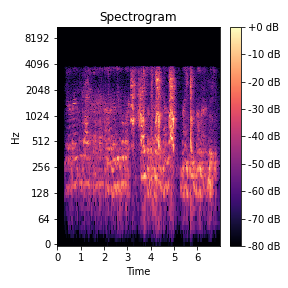 Spectrogram
8192
4096
2048
1024
512
256
128
64
0
Hz
0 1 2 3 4 5 6
Time
+0 dB
-10 dB
-20 dB
-30 dB
-40 dB
-50 dB
-60 dB
-70 dB
-80 dB